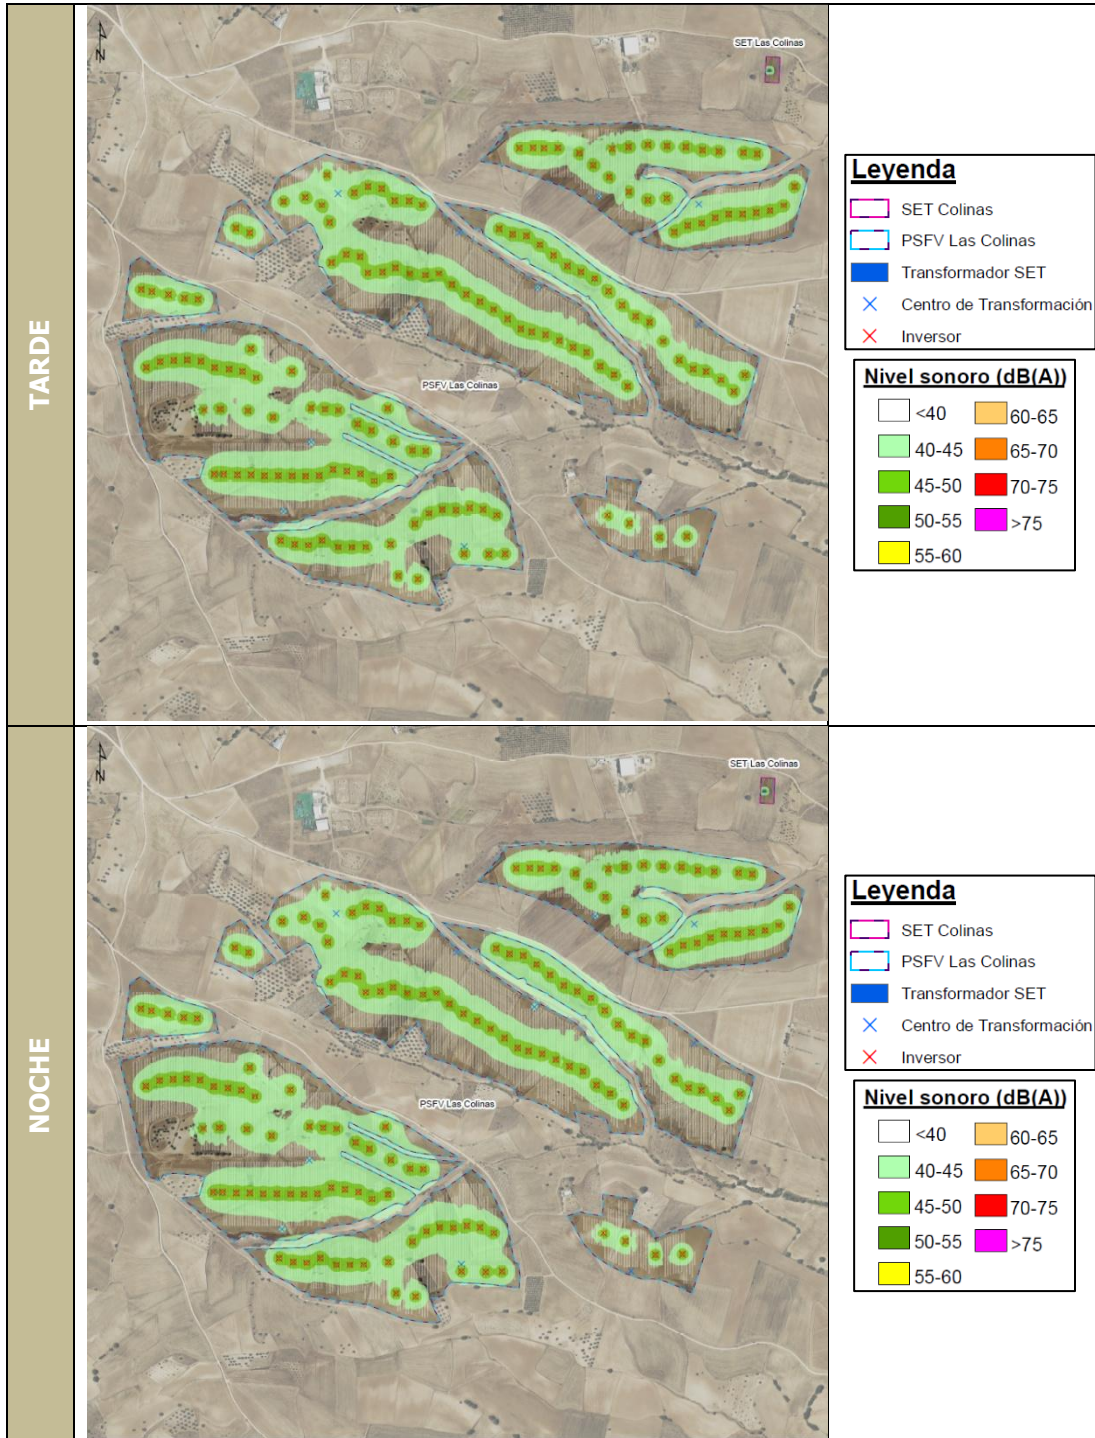 TARDE
N
SET Las Colinas
PSFV Las Colinas
Leyenda
SET Colinas
PSFV Las Colinas
Transformador SET
Centro de Transformación
Inversor
Nivel sonoro (dB(A))
<40
40-45
45-50
50-55
55-60
60-65
65-70
70-75
>75
NOCHE
N
SET Las Colinas
PSFV Las Colinas
Leyenda
SET Colinas
PSFV Las Colinas
Transformador SET
Centro de Transformación
Inversor
Nivel sonoro (dB(A))
<40
40-45
45-50
50-55
55-60
60-65
65-70
70-75
>75